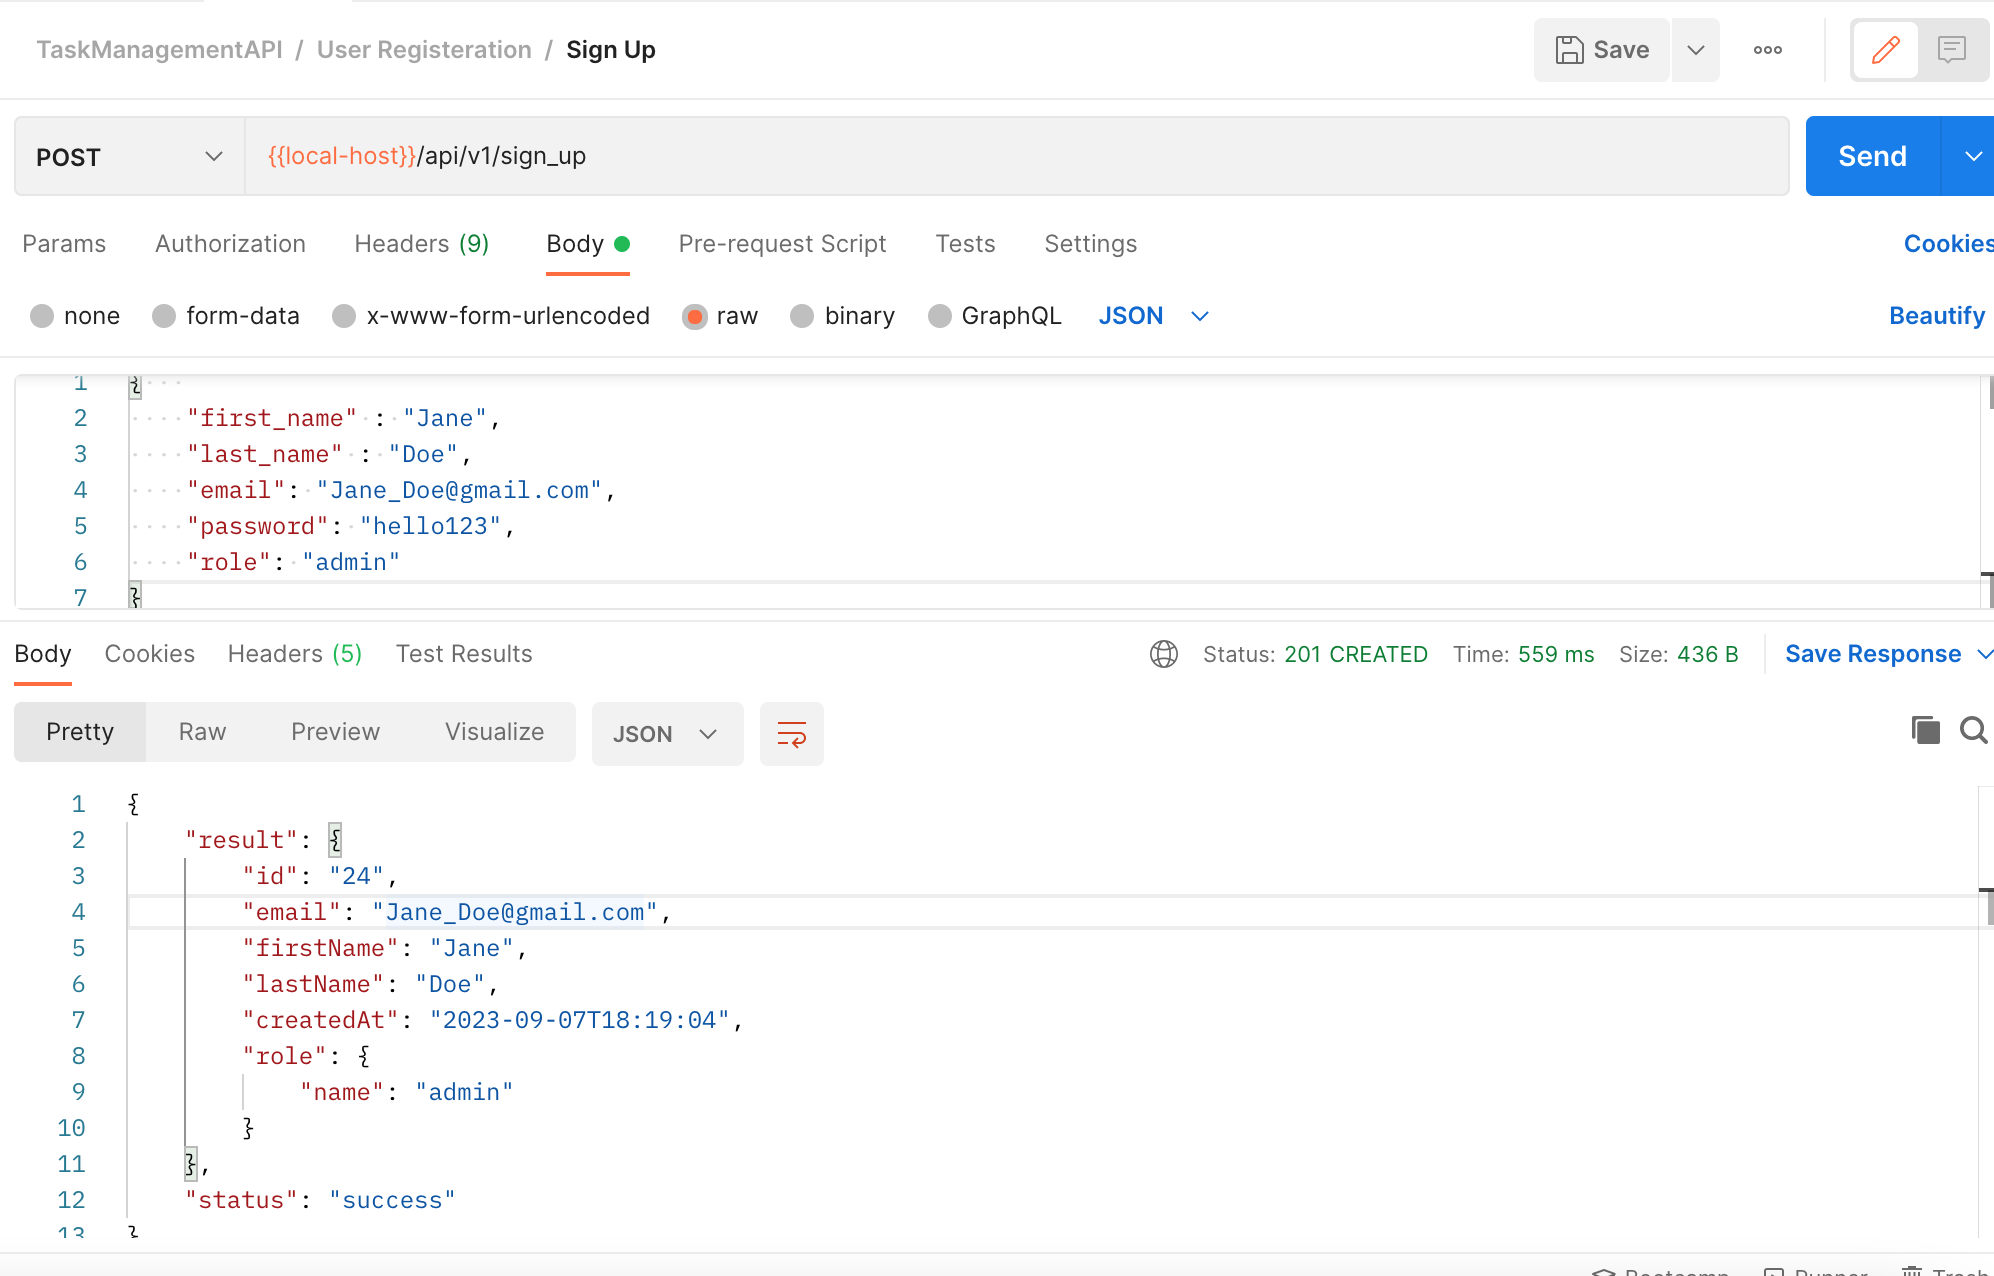 TaskManagementAPI / User Registeration / Sign Up
Save
POST
{{local-host}}/api/v1/sign_up
Send
Params Authorization Headers (9) Body Pre-request Script Tests Settings Cookies
none form-data x-www-form-urlencoded raw binary GraphQL JSON Beautify
1 {
2 "first_name" : "Jane",
3 "last_name" : "Doe",
4 "email": "Jane_Doe@gmail.com",
5 "password": "hello123",
6 "role": "admin"
7 }
Body Cookies Headers (5) Test Results Status: 201 CREATED Time: 559 ms Size: 436 B Save Response
Pretty Raw Preview Visualize JSON
1 {
2 "result": {
3 "id": "24",
4 "email": "Jane_Doe@gmail.com",
5 "firstName": "Jane",
6 "lastName": "Doe",
7 "createdAt": "2023-09-07T18:19:04",
8 "role": {
9 "name": "admin"
10 }
11 },
12 "status": "success"
13 }
Bootcamp Runner Trash